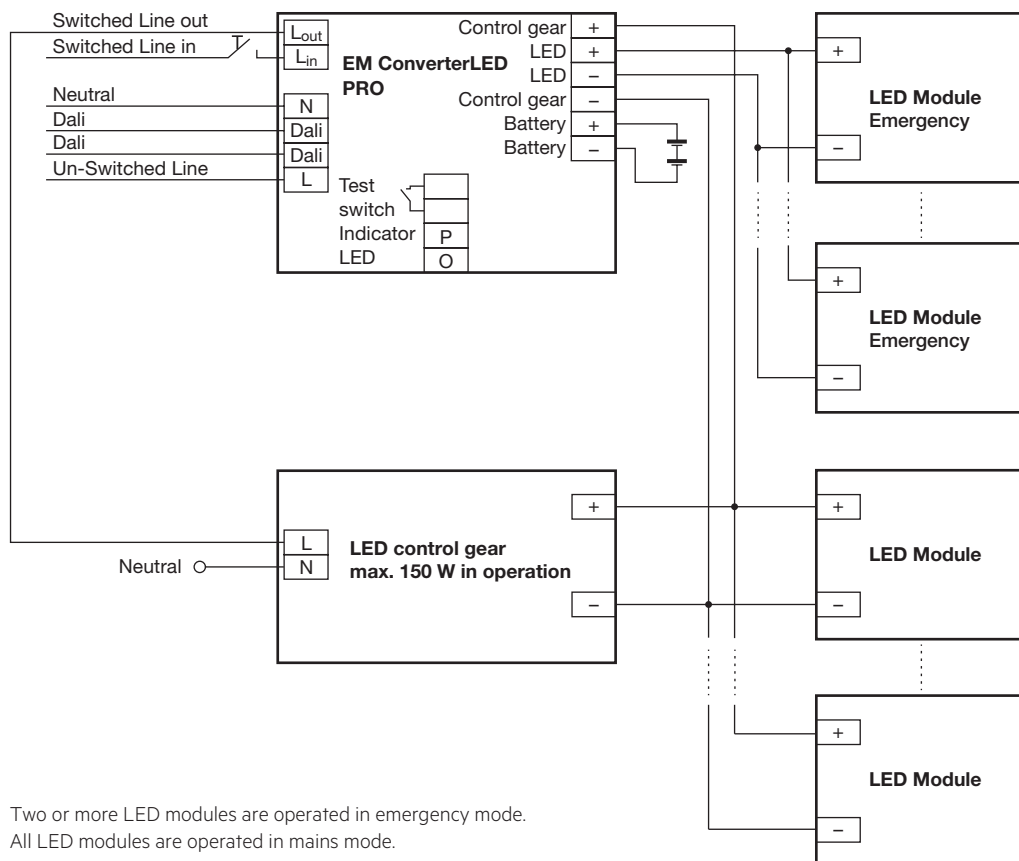 Switched Line out
Switched Line in
Neutral
Dali
Dali
Un-Switched Line
Lout
Lin
N
Dali
Dali
L
EM ConverterLED
PRO
Control gear +
LED +
LED –
Control gear –
Battery +
Battery –
Test
switch
Indicator P
LED O
+
LED Module
Emergency
–
+
LED Module
Emergency
–
L
Neutral N
LED control gear
max. 150 W in operation
+
–
+
LED Module
–
+
LED Module
–
Two or more LED modules are operated in emergency mode.
All LED modules are operated in mains mode.